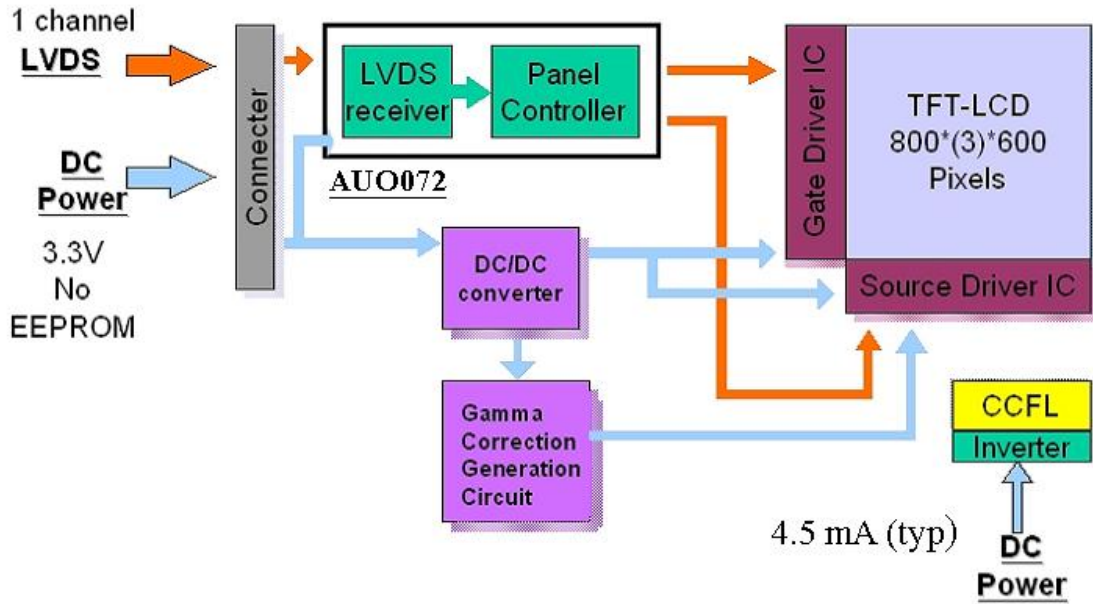 1 channel
LVDS
DC
Power
3.3V
No
EEPROM
Connecter
LVDS
receiver
Panel
Controller
AUO072
DC/DC
converter
Gamma
Correction
Generation
Circuit
Gate Driver IC
TFT-LCD
800*(3)*600
Pixels
Source Driver IC
CCFL
Inverter
4.5 mA (typ)
DC
Power